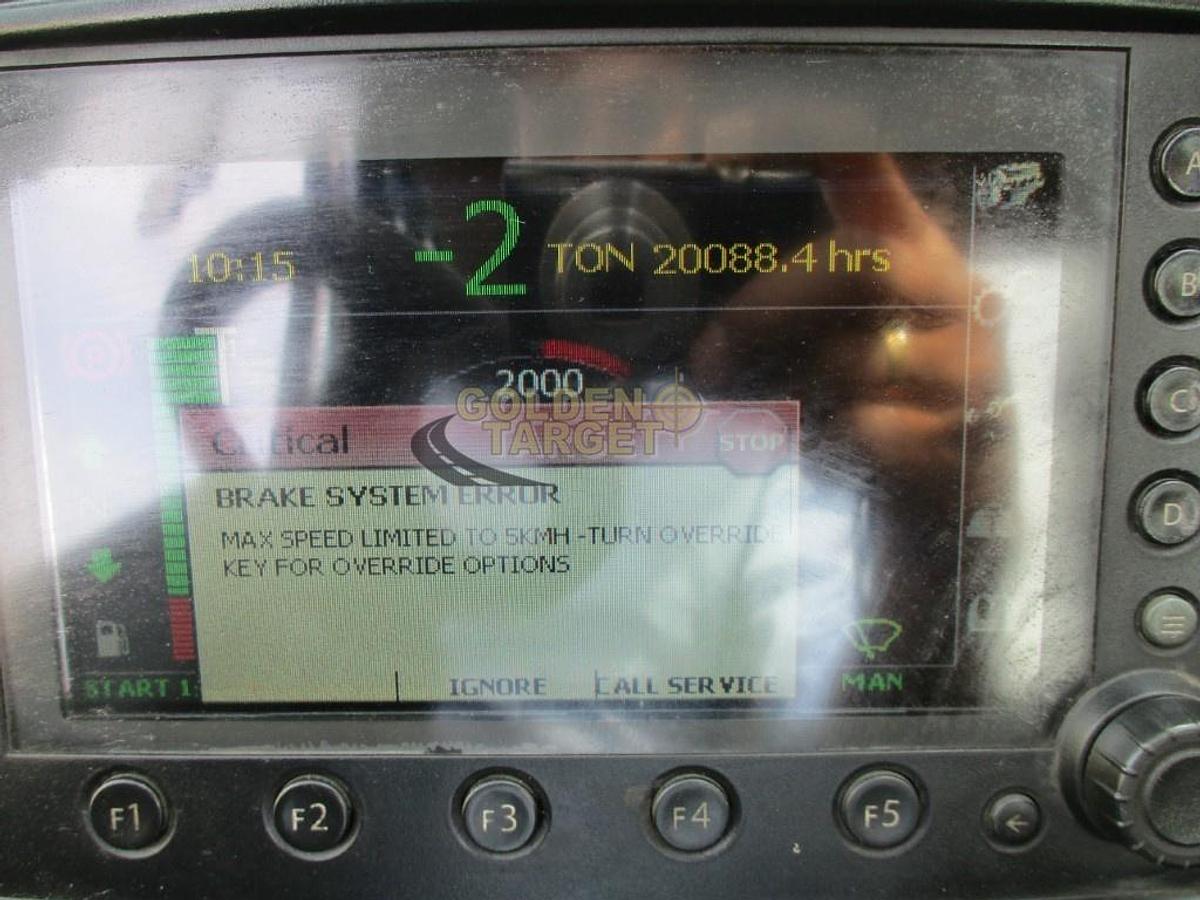 10:15
-2
TON 20088.4 hrs
2000
GOLDEN
TARGET
Critical
STOP
BRAKE SYSTEM ERROR
MAX SPEED LIMITED TO 5KMH -TURN OVERRIDE
KEY FOR OVERRIDE OPTIONS
IGNORE
CALL SERVICE
START 1
MAN
A
B
C
D
F1
F2
F3
F4
F5